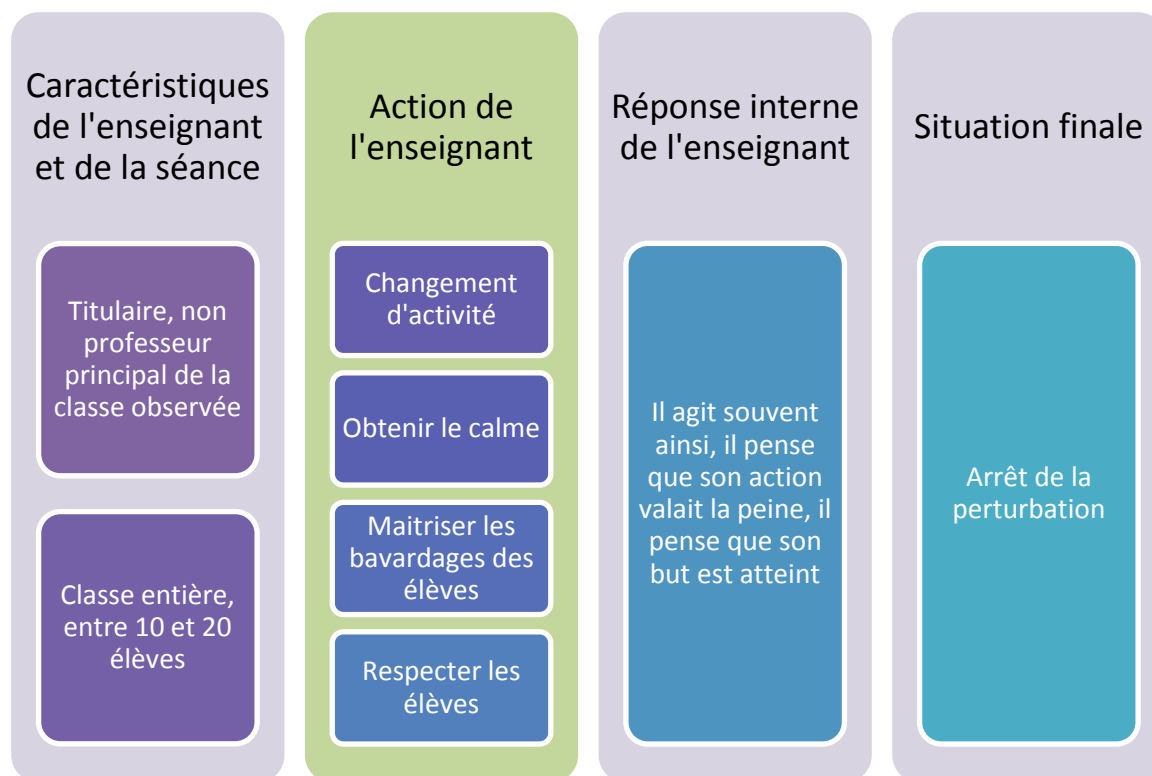 Caractéristiques
de l'enseignant
et de la séance
Titulaire, non
professeur
principal de la
classe observée
Classe entière,
entre 10 et 20
élèves
Action de
l'enseignant
Changement
d'activité
Obtenir le calme
Maitriser les
bavardages des
élèves
Respecter les
élèves
Réponse interne
de l'enseignant
Il agit souvent
ainsi, il pense
que son action
valait la peine, il
pense que son
but est atteint
Situation finale
Arrêt de la
perturbation